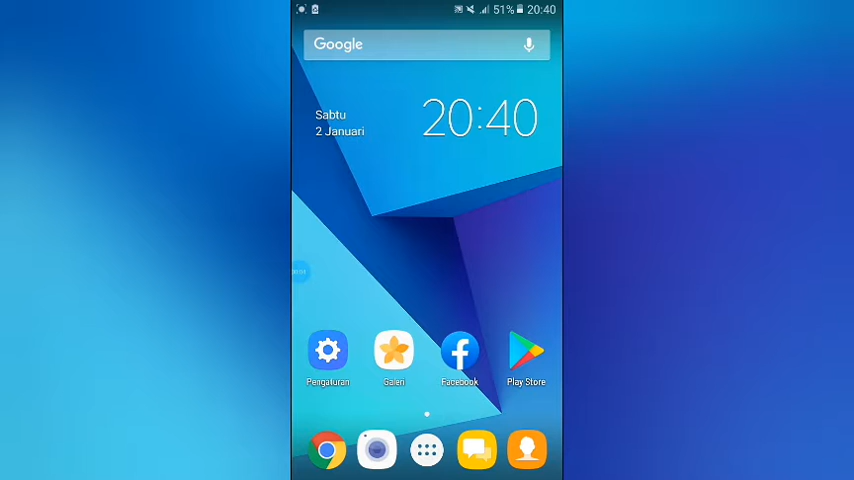 51% 20:40
Google
Sabtu
2 Januari
20:40
Pengaturan
Galeri
Facebook
Play Store